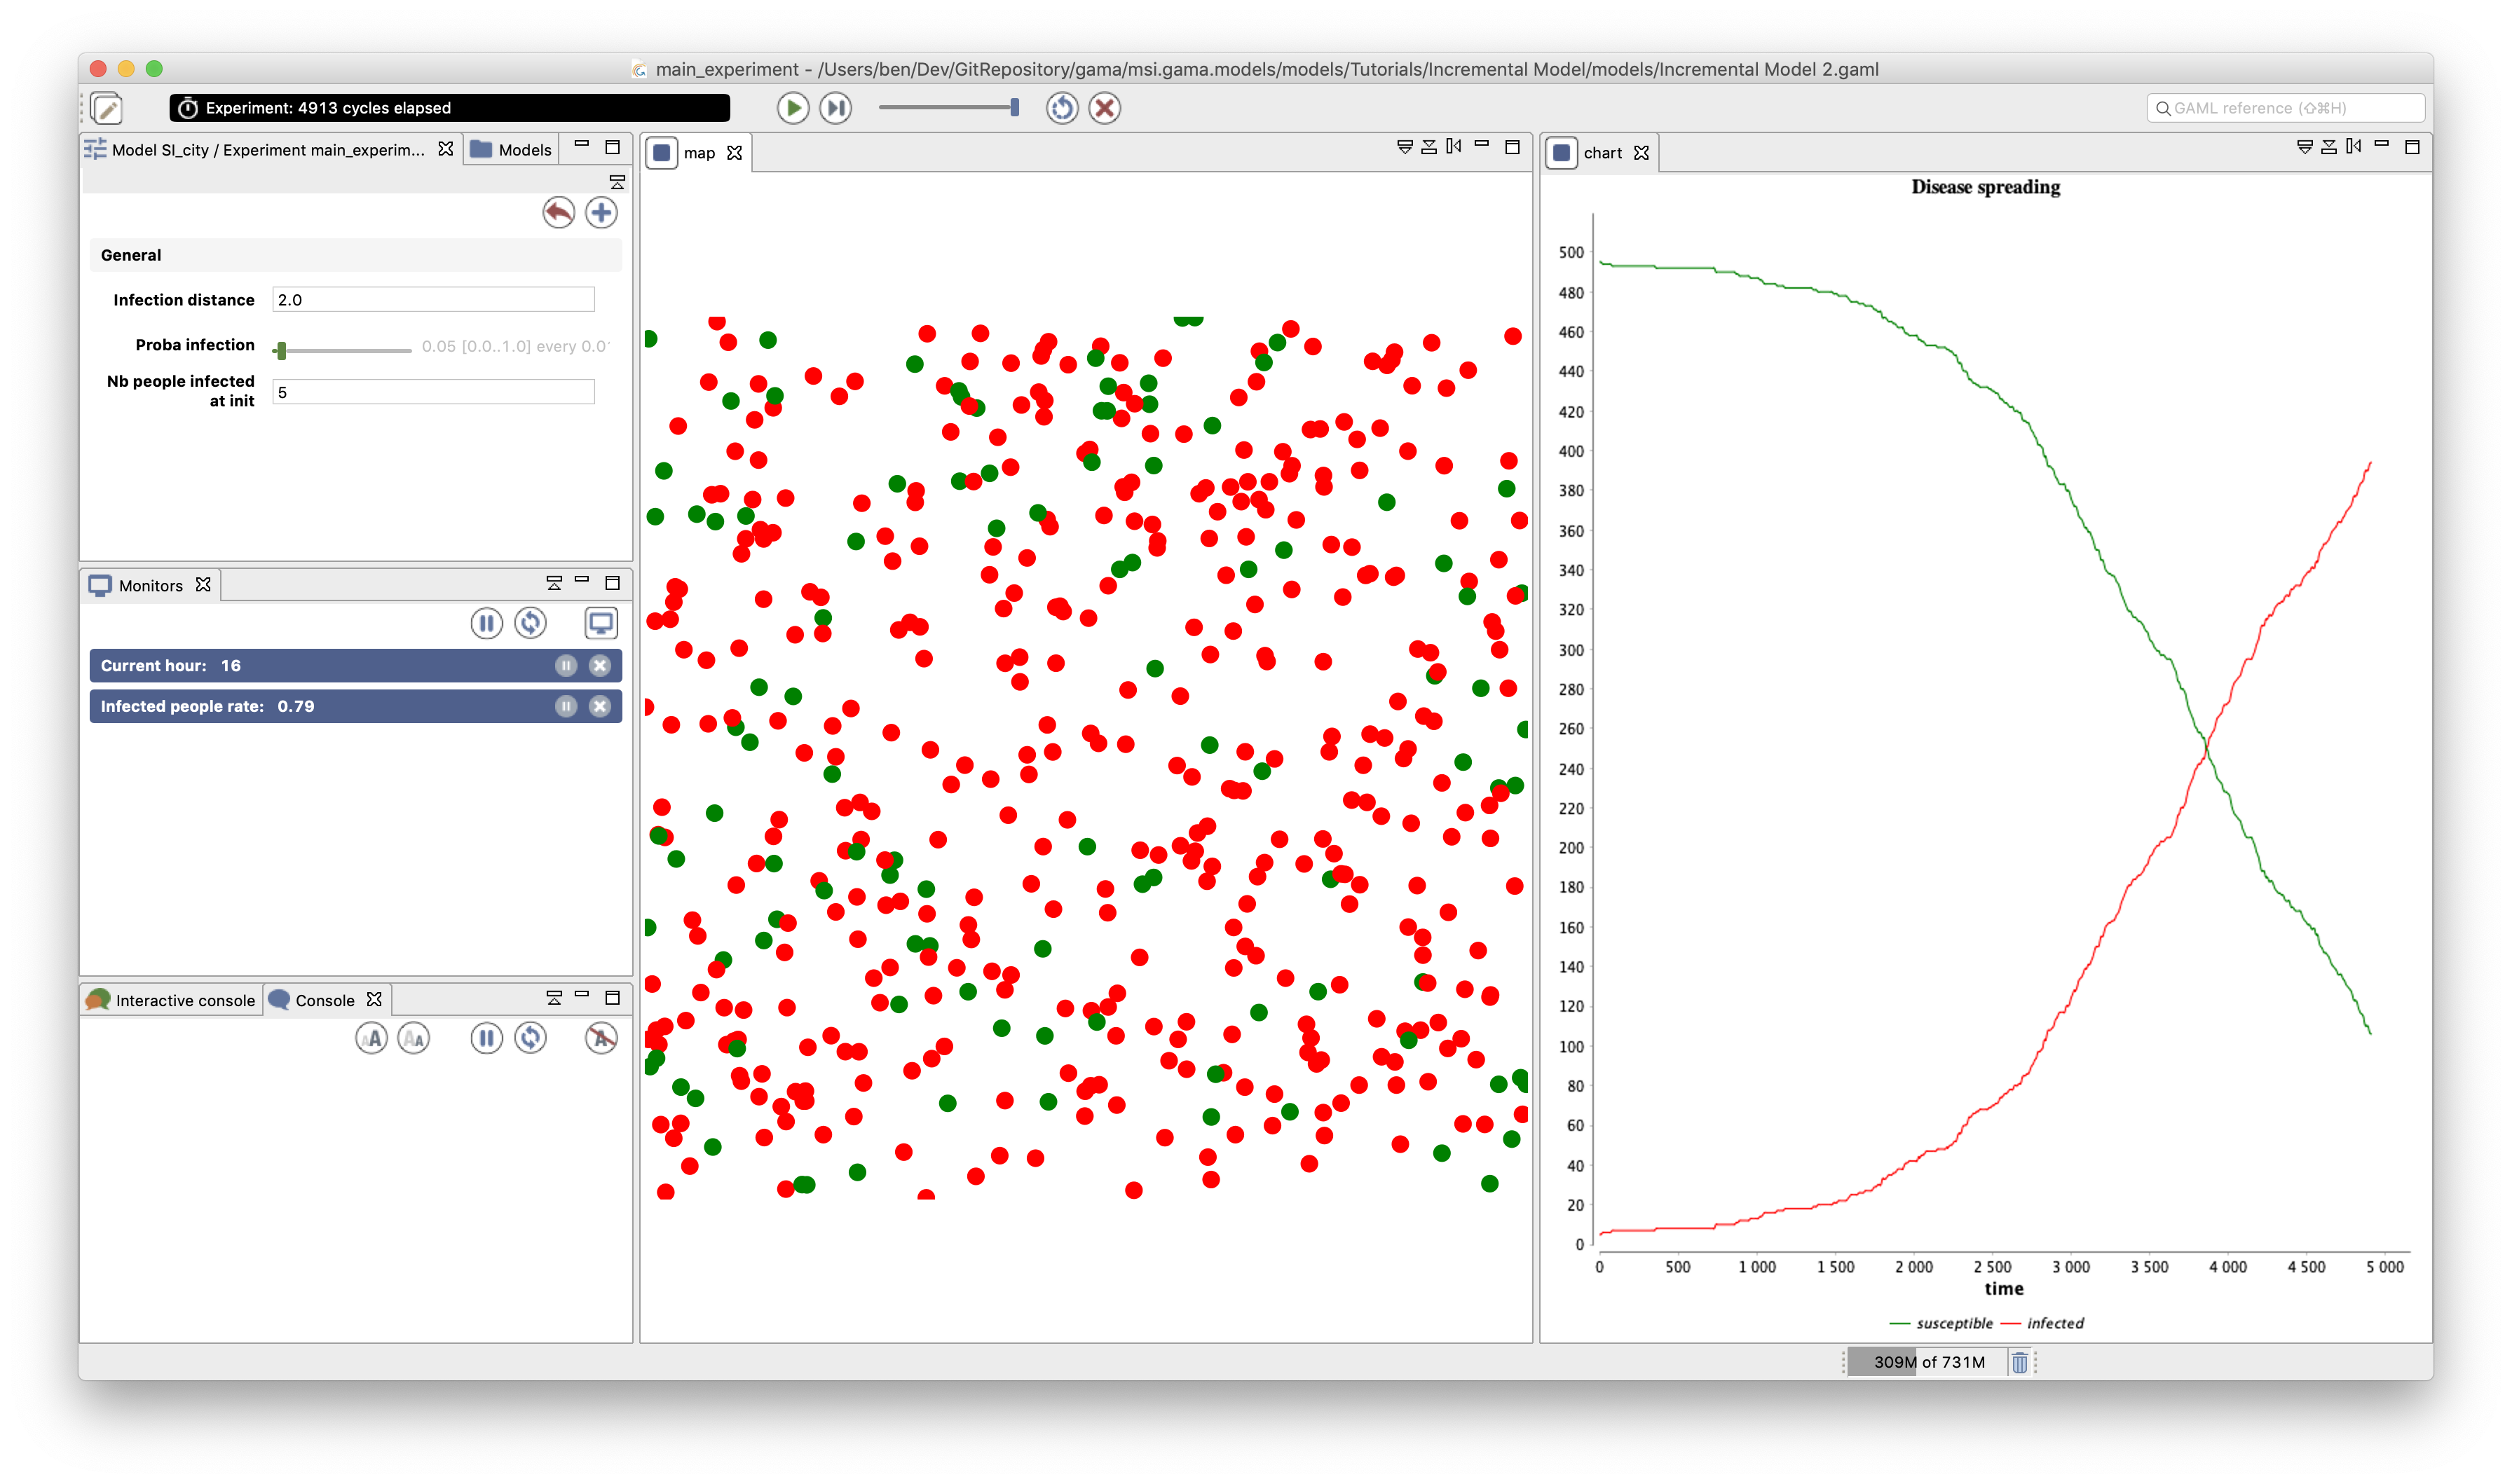 main_experiment - /Users/ben/Dev/GitRepository/gama/msi.gama.models/models/Tutorials/Incremental Model/models/Incremental Model 2.gaml
Experiment: 4913 cycles elapsed
GAML reference (⇧⌘H)
Model SI_city / Experiment main_experim...
Models
General
Infection distance
2.0
Proba infection
0.05 [0.0..1.0] every 0.0
Nb people infected
at init
5
Monitors
Current hour: 16
Infected people rate: 0.79
Interactive console
Console
map
chart
Disease spreading
500
480
460
440
420
400
380
360
340
320
300
280
260
240
220
200
180
160
140
120
100
80
60
40
20
0
0 500 1 000 1 500 2 000 2 500 3 000 3 500 4 000 4 500 5 000
time
susceptible infected
309M of 731M